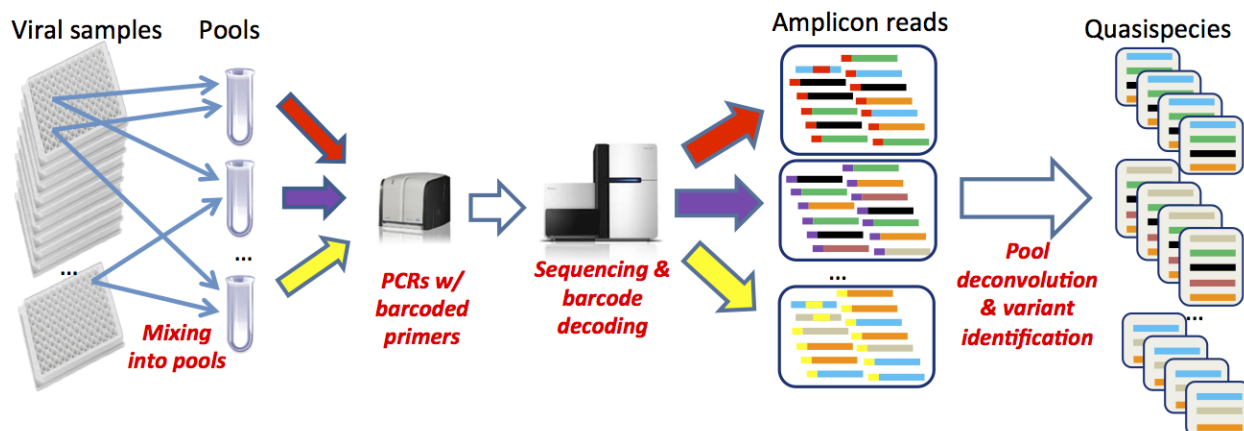 Viral samples
Pools
Amplicon reads
Quasispecies
...
...
Mixing
into pools
PCRs w/
barcoded
primers
Sequencing &
barcode
decoding
...
Pool
deconvolution
& variant
identification
...